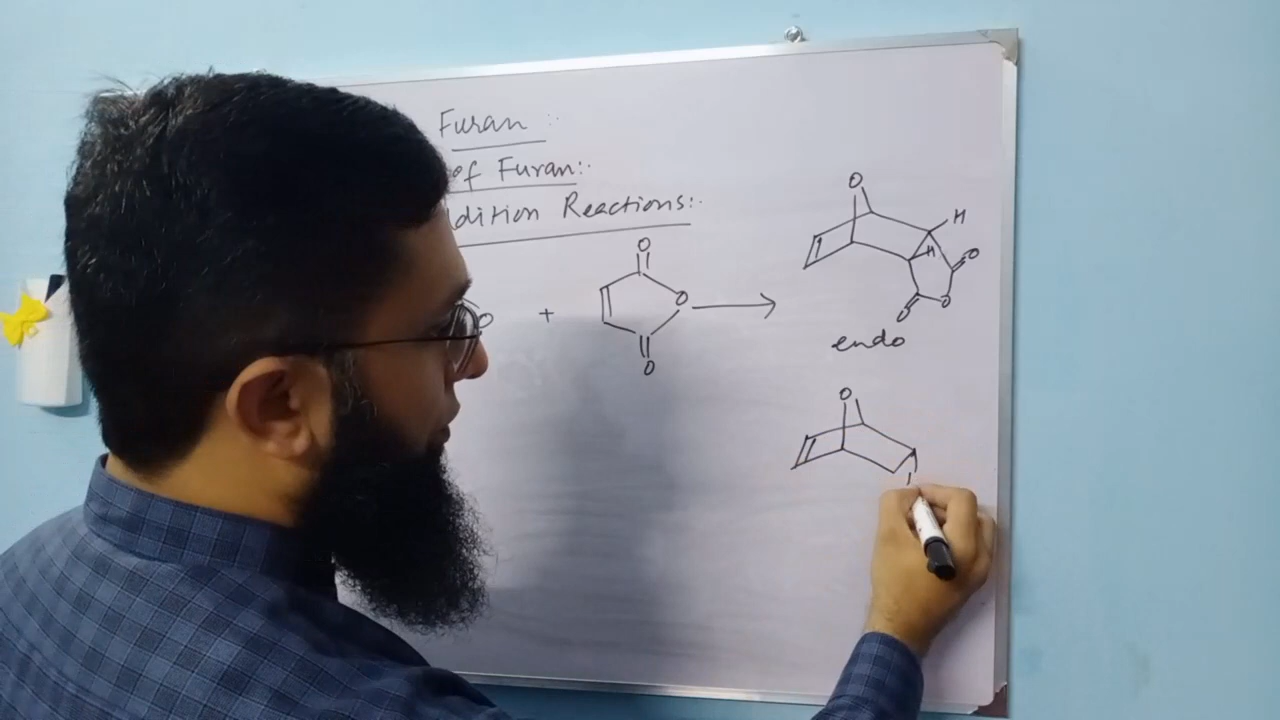 Furan :-
of Furan:-
dition Reactions:-
O
O
+
O
O
O
H
H
O
O
O
endo
O
H